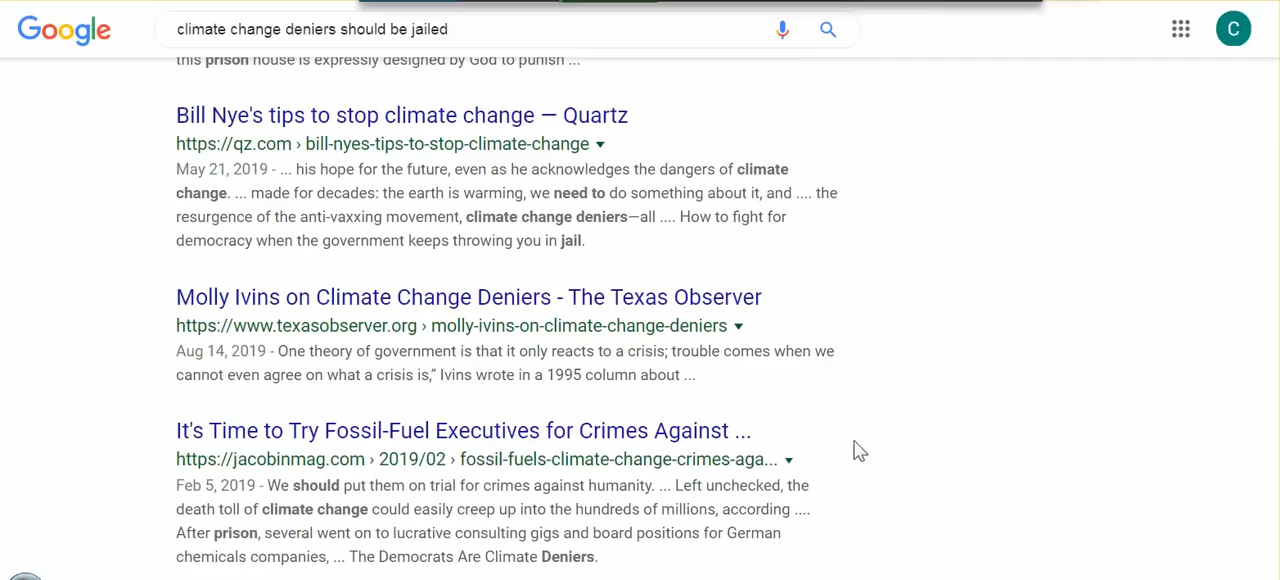 Google
climate change deniers should be jailed
C
this prison house is expressly designed by God to punish ...
Bill Nye's tips to stop climate change — Quartz
https://qz.com › bill-nyes-tips-to-stop-climate-change
May 21, 2019 - ... his hope for the future, even as he acknowledges the dangers of climate
change. ... made for decades: the earth is warming, we need to do something about it, and .... the
resurgence of the anti-vaxxing movement, climate change deniers—all .... How to fight for
democracy when the government keeps throwing you in jail.
Molly Ivins on Climate Change Deniers - The Texas Observer
https://www.texasobserver.org › molly-ivins-on-climate-change-deniers
Aug 14, 2019 - One theory of government is that it only reacts to a crisis; trouble comes when we
cannot even agree on what a crisis is,” Ivins wrote in a 1995 column about ...
It's Time to Try Fossil-Fuel Executives for Crimes Against ...
https://jacobinmag.com › 2019/02 › fossil-fuels-climate-change-crimes-aga...
Feb 5, 2019 - We should put them on trial for crimes against humanity. ... Left unchecked, the
death toll of climate change could easily creep up into the hundreds of millions, according ....
After prison, several went on to lucrative consulting gigs and board positions for German
chemicals companies, ... The Democrats Are Climate Deniers.